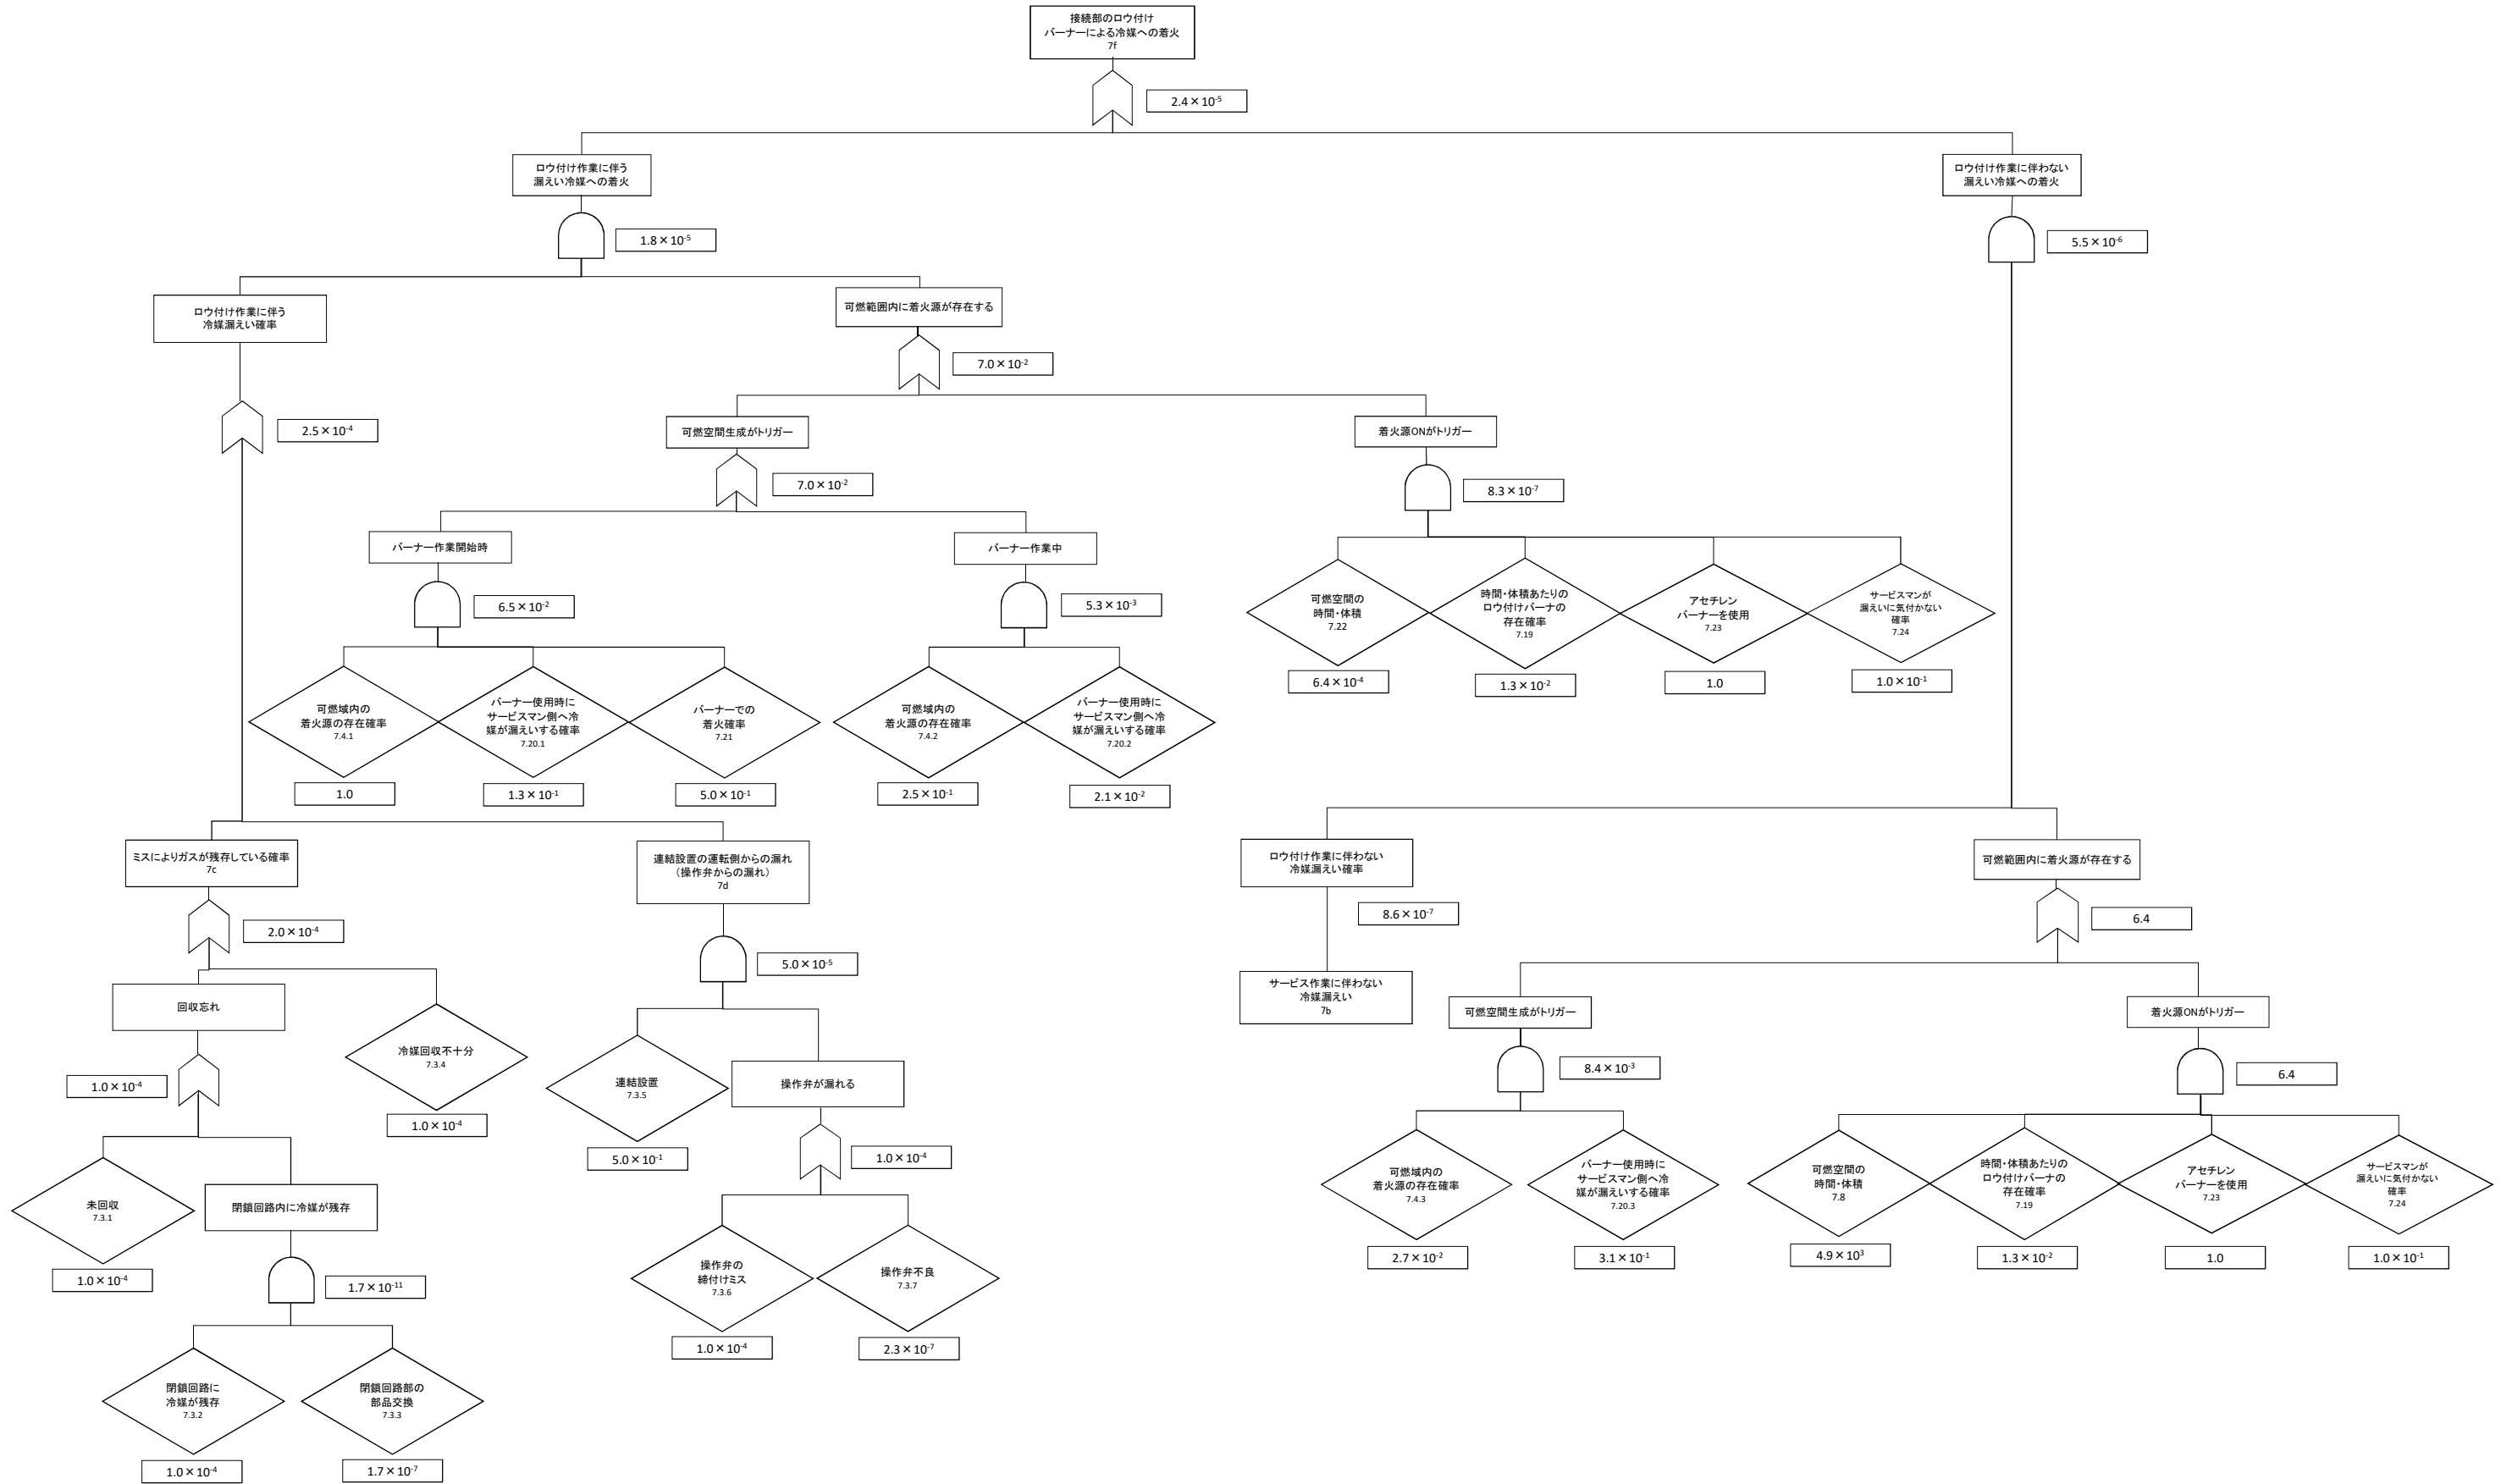 接続部のロウ付け
バーナーによる冷媒への着火
7f
2.4×10⁻⁵
ロウ付け作業に伴う
漏えい冷媒への着火
1.8×10⁻⁵
ロウ付け作業に伴わない
漏えい冷媒への着火
5.5×10⁻⁶
ロウ付け作業に伴う
冷媒漏えい確率
2.5×10⁻⁴
可燃範囲内に着火源が存在する
7.0×10⁻²
可燃空間生成がトリガー
7.0×10⁻²
着火源ONがトリガー
8.3×10⁻⁷
バーナー作業開始時
6.5×10⁻²
バーナー作業中
5.3×10⁻³
可燃空間の
時間・体積
7.22
6.4×10⁻⁴
時間・体積あたりの
ロウ付けバーナの
存在確率
7.19
1.3×10⁻²
アセチレン
バーナーを使用
7.23
1.0
サービスマンが
漏えいに気付かない
確率
7.24
1.0×10⁻¹
可燃域内の
着火源の存在確率
7.4.1
1.0
バーナー使用時に
サービスマン側へ冷
媒が漏えいする確率
7.20.1
1.3×10⁻¹
バーナーでの
着火確率
7.21
5.0×10⁻¹
可燃域内の
着火源の存在確率
7.4.2
2.5×10⁻¹
バーナー使用時に
サービスマン側へ冷
媒が漏えいする確率
7.20.2
2.1×10⁻²
ミスによりガスが残存している確率
7c
2.0×10⁻⁴
連結設置の運転側からの漏れ
（操作弁からの漏れ）
7d
5.0×10⁻⁵
ロウ付け作業に伴わない
冷媒漏えい確率
8.6×10⁻⁷
サービス作業に伴わない
冷媒漏えい
7b
可燃範囲内に着火源が存在する
6.4
回収忘れ
1.0×10⁻⁴
冷媒回収不十分
7.3.4
1.0×10⁻⁴
連結設置
7.3.5
5.0×10⁻¹
操作弁が漏れる
1.0×10⁻⁴
可燃空間生成がトリガー
8.4×10⁻³
着火源ONがトリガー
6.4
未回収
7.3.1
1.0×10⁻⁴
閉鎖回路内に冷媒が残存
1.7×10⁻¹¹
操作弁の
締付けミス
7.3.6
1.0×10⁻⁴
操作弁不良
7.3.7
2.3×10⁻⁷
可燃域内の
着火源の存在確率
7.4.3
2.7×10⁻²
バーナー使用時に
サービスマン側へ冷
媒が漏えいする確率
7.20.3
3.1×10⁻¹
可燃空間の
時間・体積
7.8
4.9×10³
時間・体積あたりの
ロウ付けバーナの
存在確率
7.19
1.3×10⁻²
アセチレン
バーナーを使用
7.23
1.0
サービスマンが
漏えいに気付かない
確率
7.24
1.0×10⁻¹
閉鎖回路に
冷媒が残存
7.3.2
1.0×10⁻⁴
閉鎖回路部の
部品交換
7.3.3
1.7×10⁻⁷